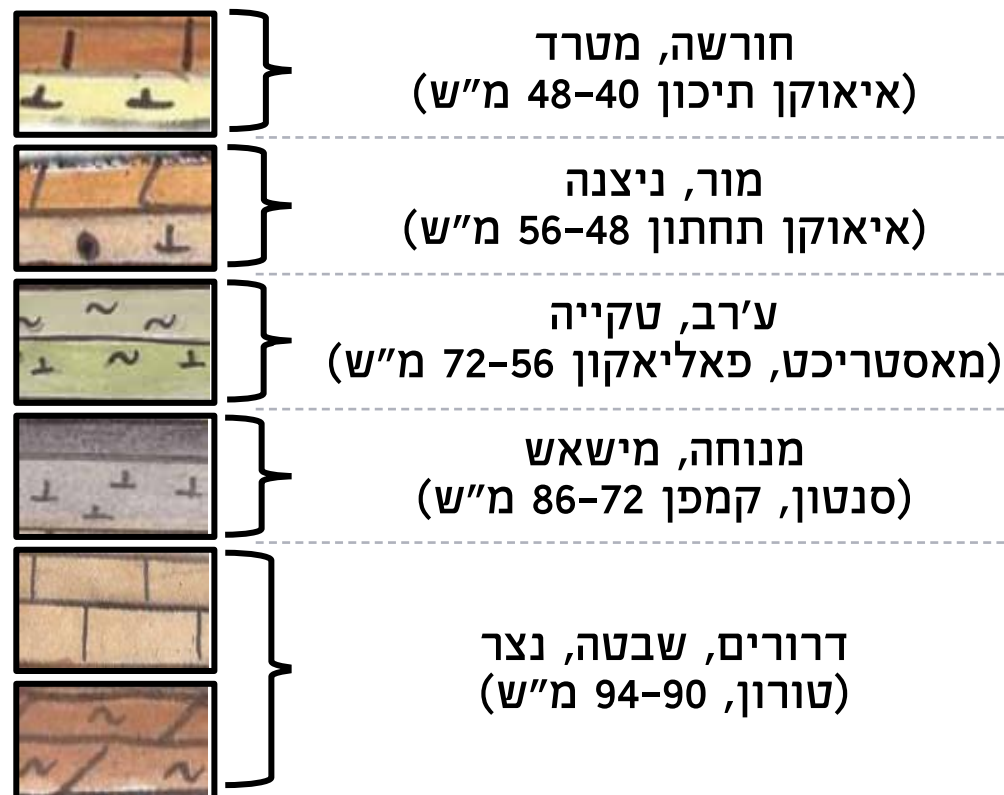 חורשה, מטרד
(איאוקן תיכון 48–40 מ"ש)
מור, ניצנה
(איאוקן תחתון 56–48 מ"ש)
ע'רב, טקייה
(מאסטריכט, פאליאקון 72–56 מ"ש)
מנוחה, מישאש
(סנטון, קמפן 86–72 מ"ש)
דרורים, שבטה, נצר
(טורון, 94–90 מ"ש)